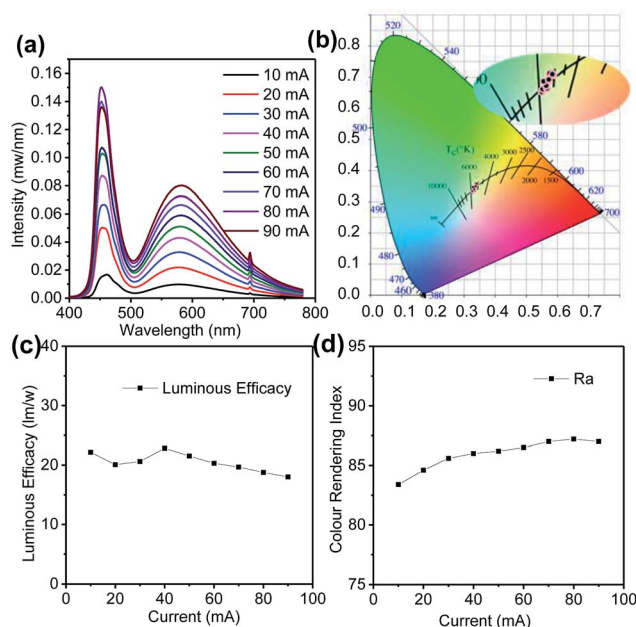 (a)
0.16
0.14
0.12
0.10
0.08
0.06
0.04
0.02
0.00
Intensity (mw/nm)
400 500 600 700 800
Wavelength (nm)
10 mA
20 mA
30 mA
40 mA
50 mA
60 mA
70 mA
80 mA
90 mA
(b)
0.9
0.8
0.7
0.6
0.5
0.4
0.3
0.2
0.1
0.0
0.0 0.1 0.2 0.3 0.4 0.5 0.6 0.7
520
540
580
600
620
700
500
490
480
470
460
380
Tc(°K)
10000
6000
4000
3000
2500
2000
1500
∞
(c)
40
30
20
10
0
Luminous Efficacy (lm/w)
Luminous Efficacy
0 20 40 60 80 100
Current (mA)
(d)
95
90
85
80
75
Colour Rendering Index
Ra
0 20 40 60 80 100
Current (mA)